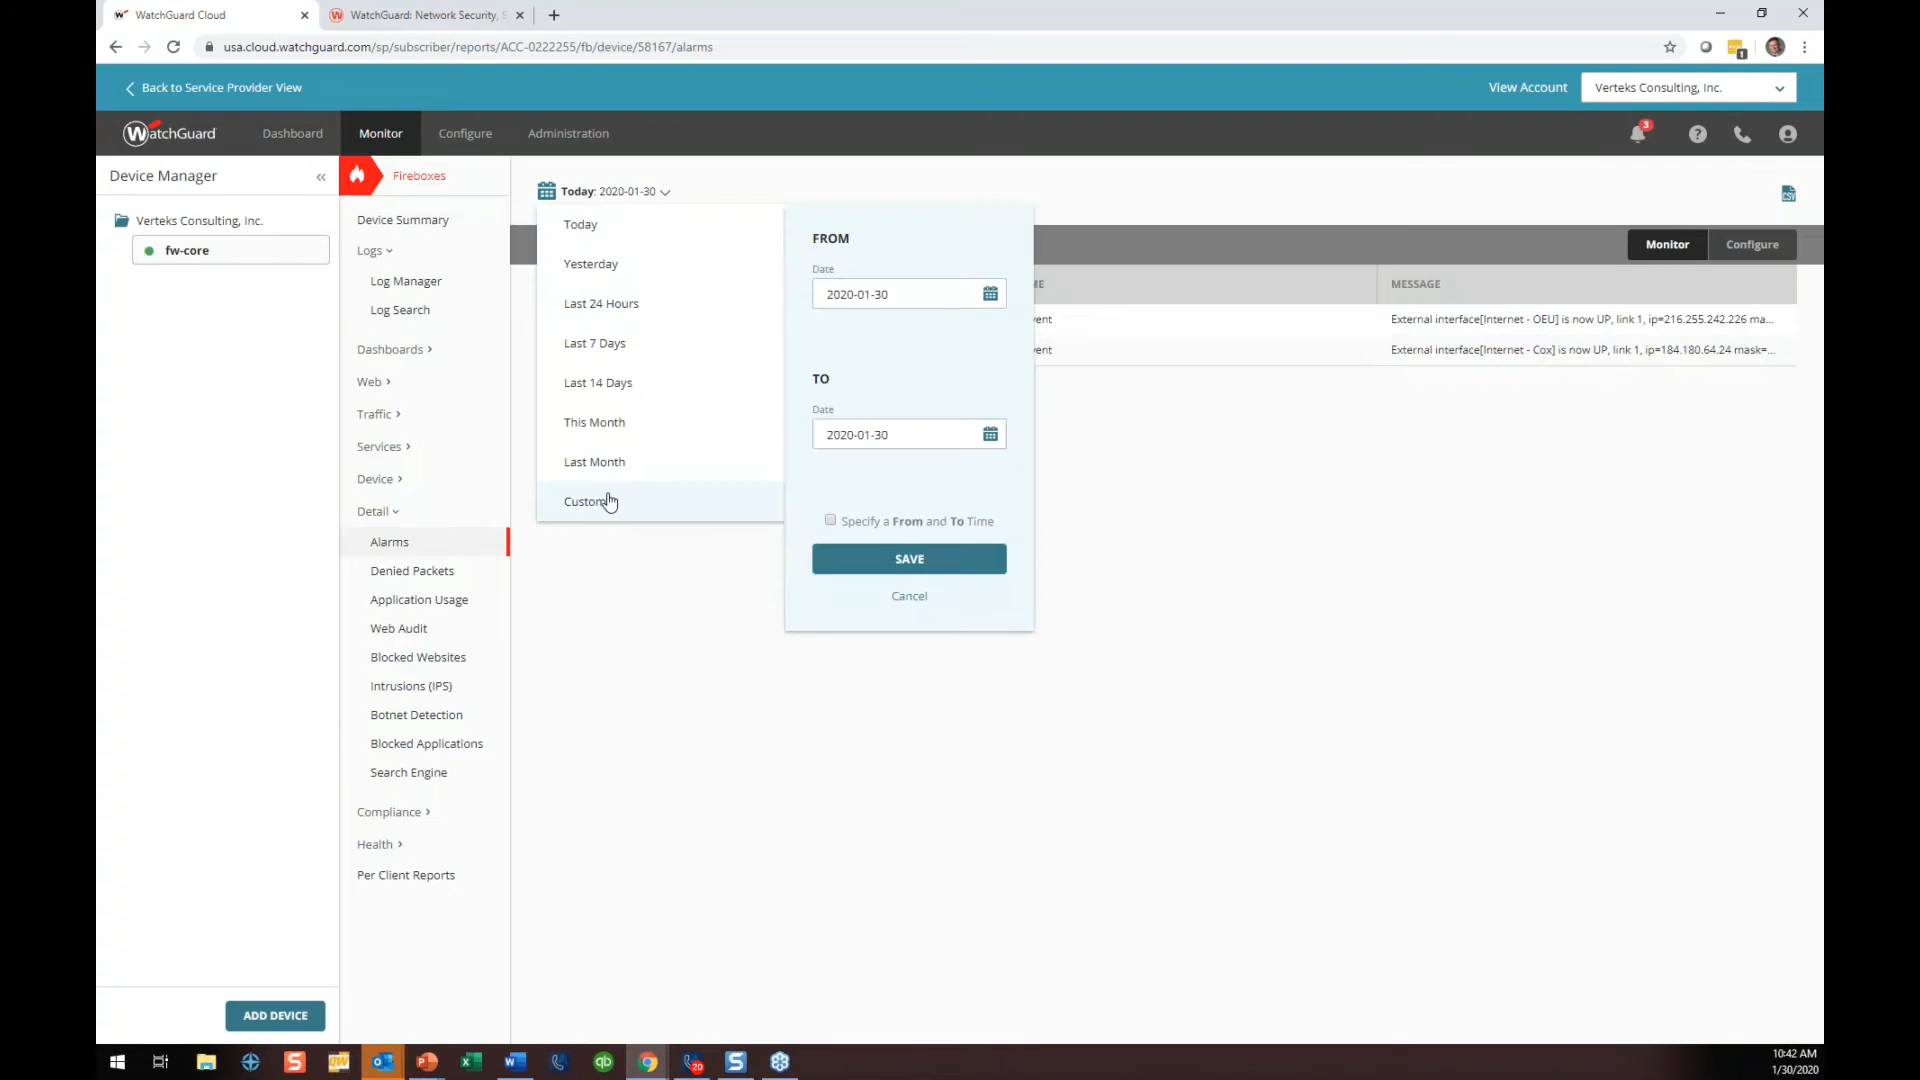 WatchGuard Cloud
WatchGuard: Network Security, S
usa.cloud.watchguard.com/sp/subscriber/reports/ACC-0222255/fb/device/58167/alarms
1
Back to Service Provider View
View Account
Verteks Consulting, Inc.
WatchGuard
Dashboard
Monitor
Configure
Administration
3
Device Manager
Fireboxes
Verteks Consulting, Inc.
fw-core
ADD DEVICE
Device Summary
Logs
Log Manager
Log Search
Dashboards
Web
Traffic
Services
Device
Detail
Alarms
Denied Packets
Application Usage
Web Audit
Blocked Websites
Intrusions (IPS)
Botnet Detection
Blocked Applications
Search Engine
Compliance
Health
Per Client Reports
Today: 2020-01-30
CSV
Today
Yesterday
Last 24 Hours
Last 7 Days
Last 14 Days
This Month
Last Month
Custom
FROM
Date
2020-01-30
TO
Date
2020-01-30
Specify a From and To Time
SAVE
Cancel
Monitor
Configure
ME
MESSAGE
vent
External interface[Internet - OEU] is now UP, link 1, ip=216.255.242.226 ma...
vent
External interface[Internet - Cox] is now UP, link 1, ip=184.180.64.24 mask=...
20
10:42 AM
1/30/2020